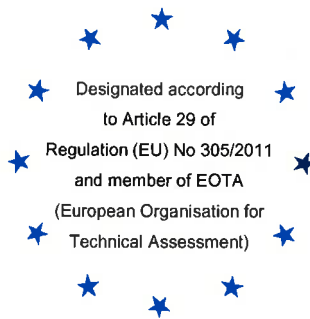 Designated according
to Article 29 of
Regulation (EU) No 305/2011
and member of EOTA
(European Organisation for
Technical Assessment)